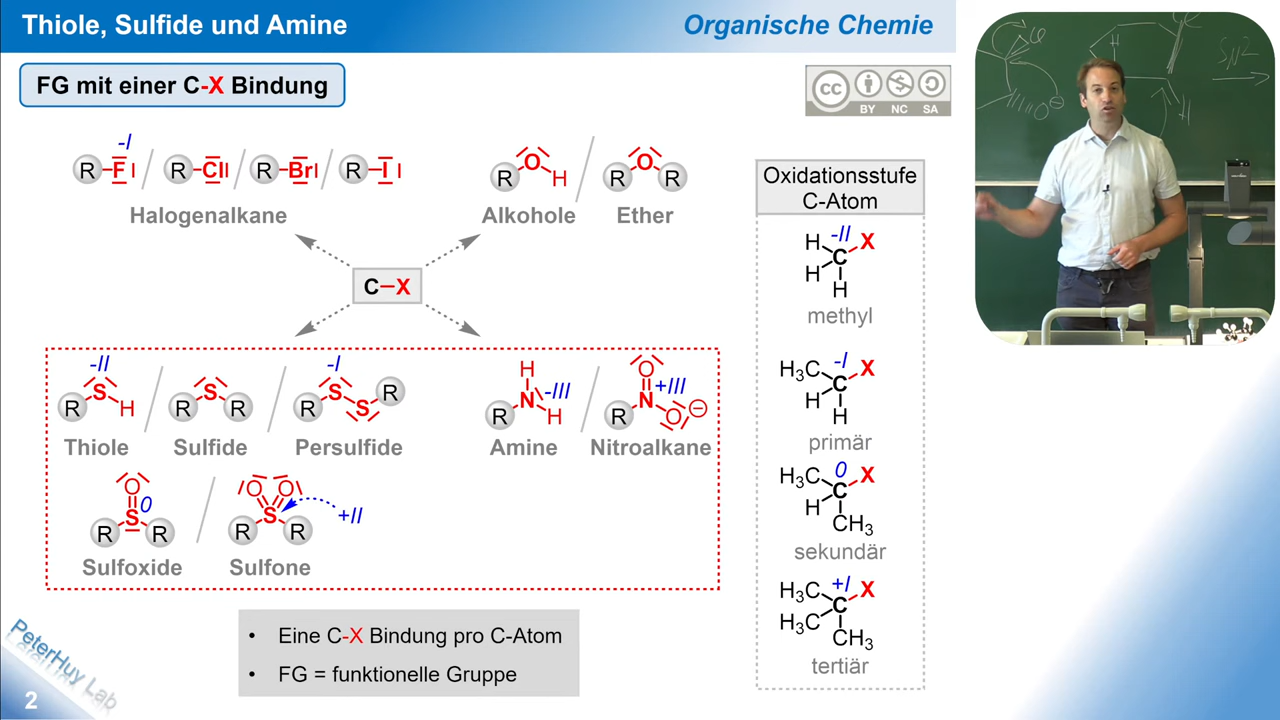 Thiole, Sulfide und Amine
Organische Chemie
FG mit einer C-X Bindung
CC BY NC SA
-I
R-F / R-Cl / R-Br / R-I
Halogenalkane
R O H / R O R
Alkohole Ether
C-X
-II
R S H / R S R
Thiole Sulfide
-I
R S S R
Persulfide
H
R N H
-III
Amine
O
R N O ⊖
+III
Nitroalkane
O
R S R
0
Sulfoxide
O O
R S R
+II
Sulfone
Oxidationsstufe
C-Atom
-II
H C X
H H
methyl
-I
H₃C C X
H H
primär
0
H₃C C X
H CH₃
sekundär
+I
H₃C C X
H₃C CH₃
tertiär
• Eine C-X Bindung pro C-Atom
• FG = funktionelle Gruppe
PeterHuy Lab
2
SN2
H